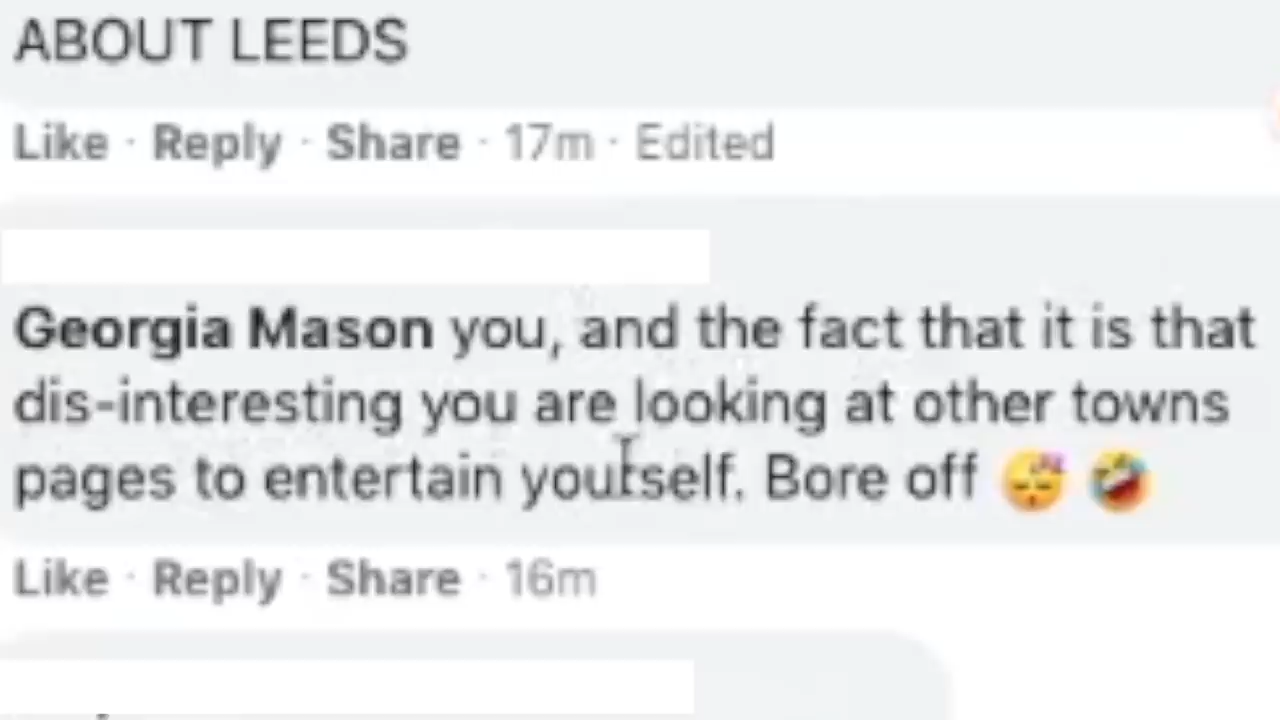 ABOUT LEEDS
Like · Reply · Share · 17m · Edited
Georgia Mason you, and the fact that it is that
dis-interesting you are looking at other towns
pages to entertain yourself. Bore off 😴 🤣
Like · Reply · Share · 16m